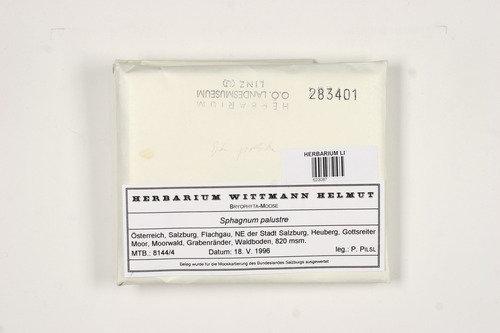 HERBARIUM
O.Ö. LANDESMUSEUM
LINZ (LI)
283401
HERBARIUM LI
HERBARIUM WITTMANN HELMUT
BRYOPHYTA-MOOSE
Sphagnum palustre
Österreich, Salzburg, Flachgau, NE der Stadt Salzburg, Heuberg, Gottsreiter
Moor, Moorwald, Grabenränder, Waldboden, 820 msm.
MTB.: 8144/4 Datum: 18. V. 1996 leg.: P. PILSL
Beleg wurde für die Mooskartierung des Bundeslandes Salzburgs ausgewertet